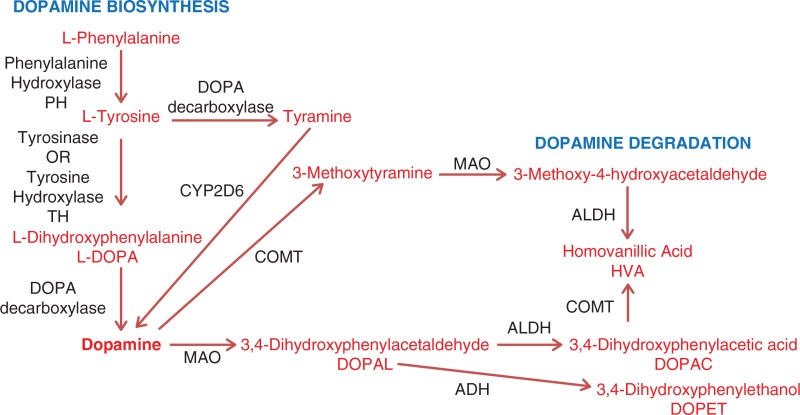 DOPAMINE BIOSYNTHESIS
L-Phenylalanine
Phenylalanine
Hydroxylase
PH
L-Tyrosine
DOPA
decarboxylase
Tyramine
Tyrosinase
OR
Tyrosine
Hydroxylase
TH
L-Dihydroxyphenylalanine
L-DOPA
DOPA
decarboxylase
CYP2D6
COMT
Dopamine
DOPAMINE DEGRADATION
3-Methoxytyramine
MAO
3-Methoxy-4-hydroxyacetaldehyde
ALDH
Homovanillic Acid
HVA
COMT
MAO
3,4-Dihydroxyphenylacetaldehyde
DOPAL
ALDH
3,4-Dihydroxyphenylacetic acid
DOPAC
ADH
3,4-Dihydroxyphenylethanol
DOPET